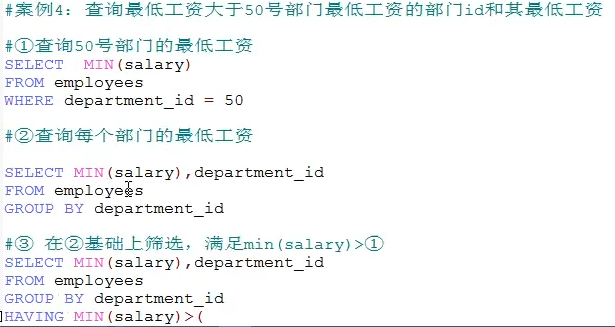 #案例4：查询最低工资大于50号部门最低工资的部门id和其最低工资
#①查询50号部门的最低工资
SELECT  MIN(salary)
FROM employees
WHERE department_id = 50
#②查询每个部门的最低工资
SELECT MIN(salary),department_id
FROM employees
GROUP BY department_id
#③ 在②基础上筛选，满足min(salary)>①
SELECT MIN(salary),department_id
FROM employees
GROUP BY department_id
HAVING MIN(salary)>(